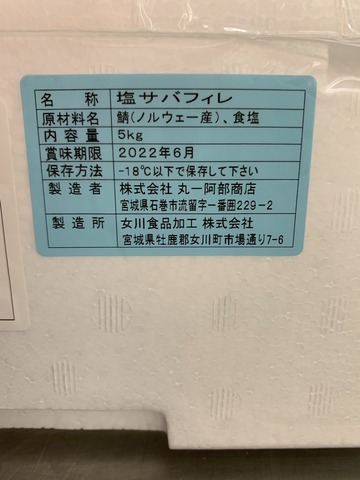 名称 塩サバフィレ
原材料名 鯖(ノルウェー産)、食塩
内容量 5kg
賞味期限 2022年6月
保存方法 -18℃以下で保存して下さい
製造者 株式会社 丸一阿部商店
宮城県石巻市流留字一番囲229-2
製造所 女川食品加工 株式会社
宮城県牡鹿郡女川町市場通り7-6